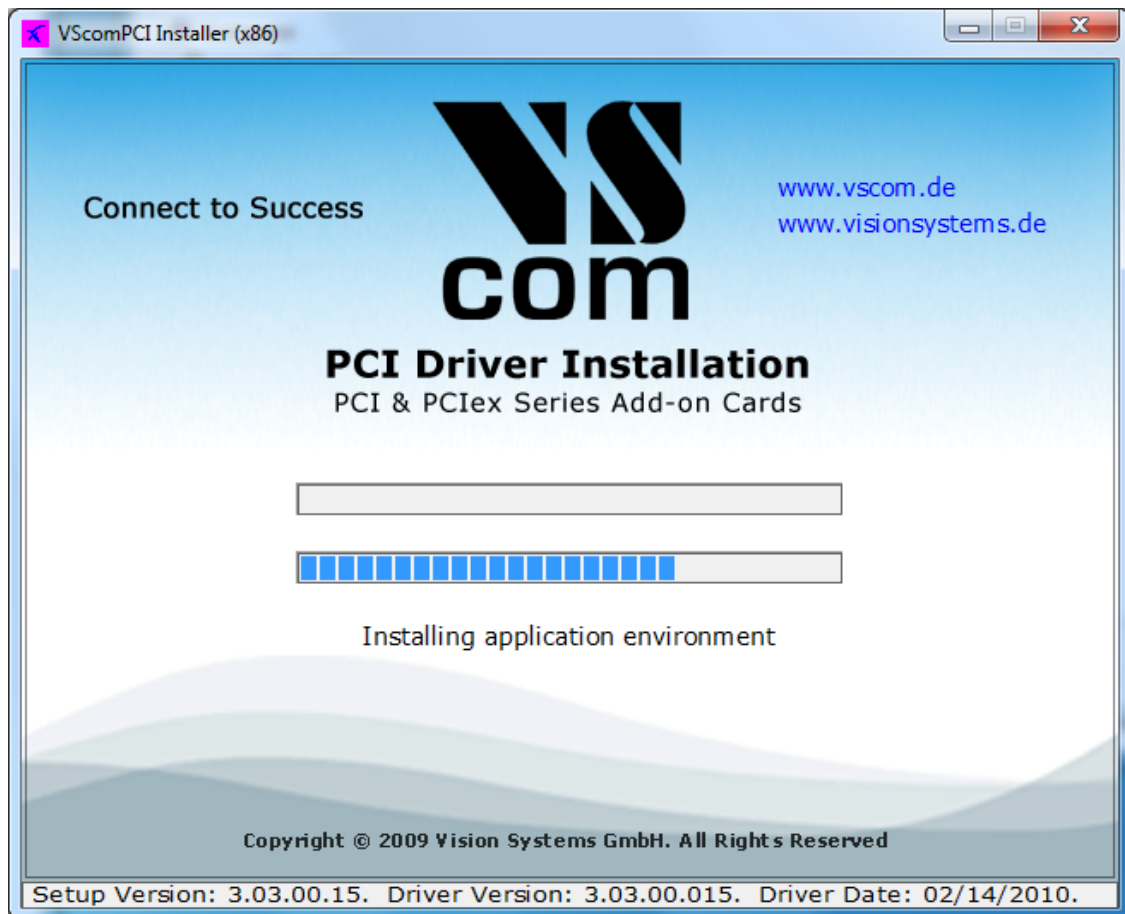 VScomPCI Installer (x86)
Connect to Success
VS
com
www.vscom.de
www.visionsystems.de
PCI Driver Installation
PCI & PCIex Series Add-on Cards
Installing application environment
Copyright © 2009 Vision Systems GmbH. All Rights Reserved
Setup Version: 3.03.00.15. Driver Version: 3.03.00.015. Driver Date: 02/14/2010.